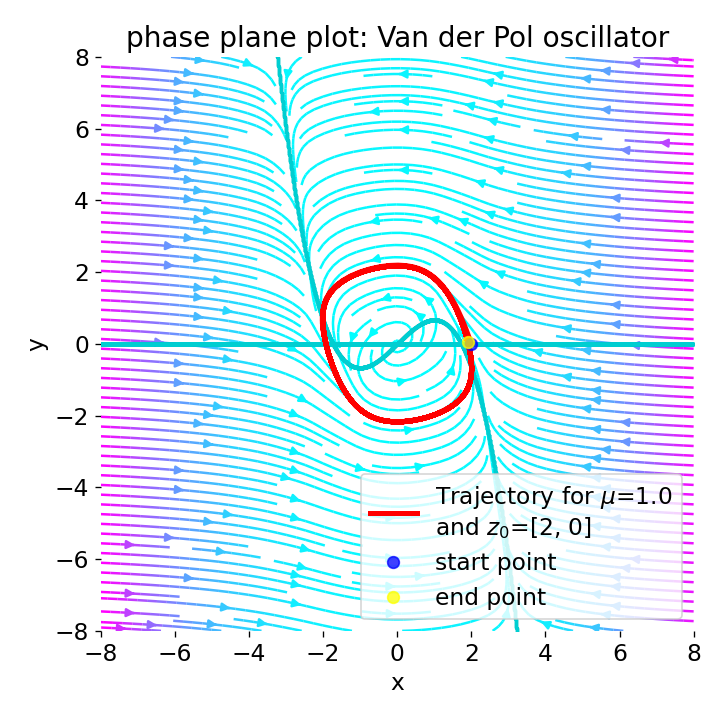 phase plane plot: Van der Pol oscillator
8
6
4
2
0
−2
−4
−6
−8
y
−8 −6 −4 −2 0 2 4 6 8
x
Trajectory for μ=1.0
and z₀=[2, 0]
start point
end point